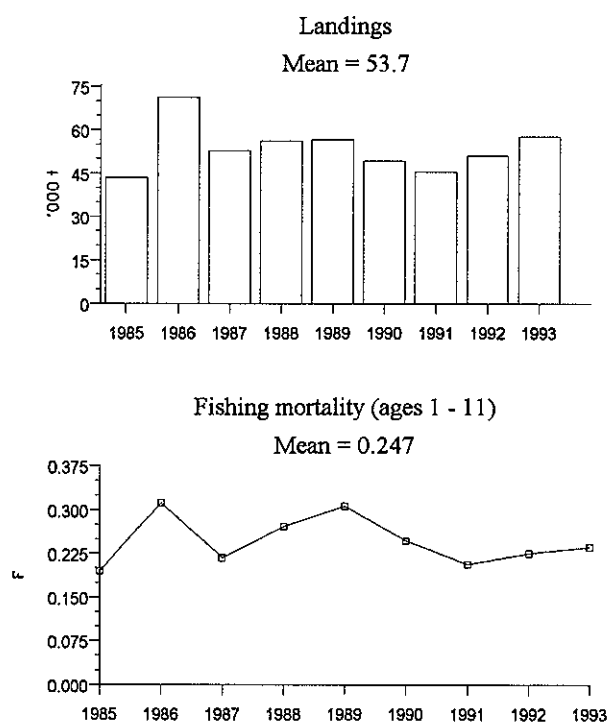 Landings
Mean = 53.7
75
60
45
30
15
0
'000 t
1985 1986 1987 1988 1989 1990 1991 1992 1993
Fishing mortality (ages 1 - 11)
Mean = 0.247
0.375
0.300
0.225
0.150
0.075
0.000
F
1985 1986 1987 1988 1989 1990 1991 1992 1993